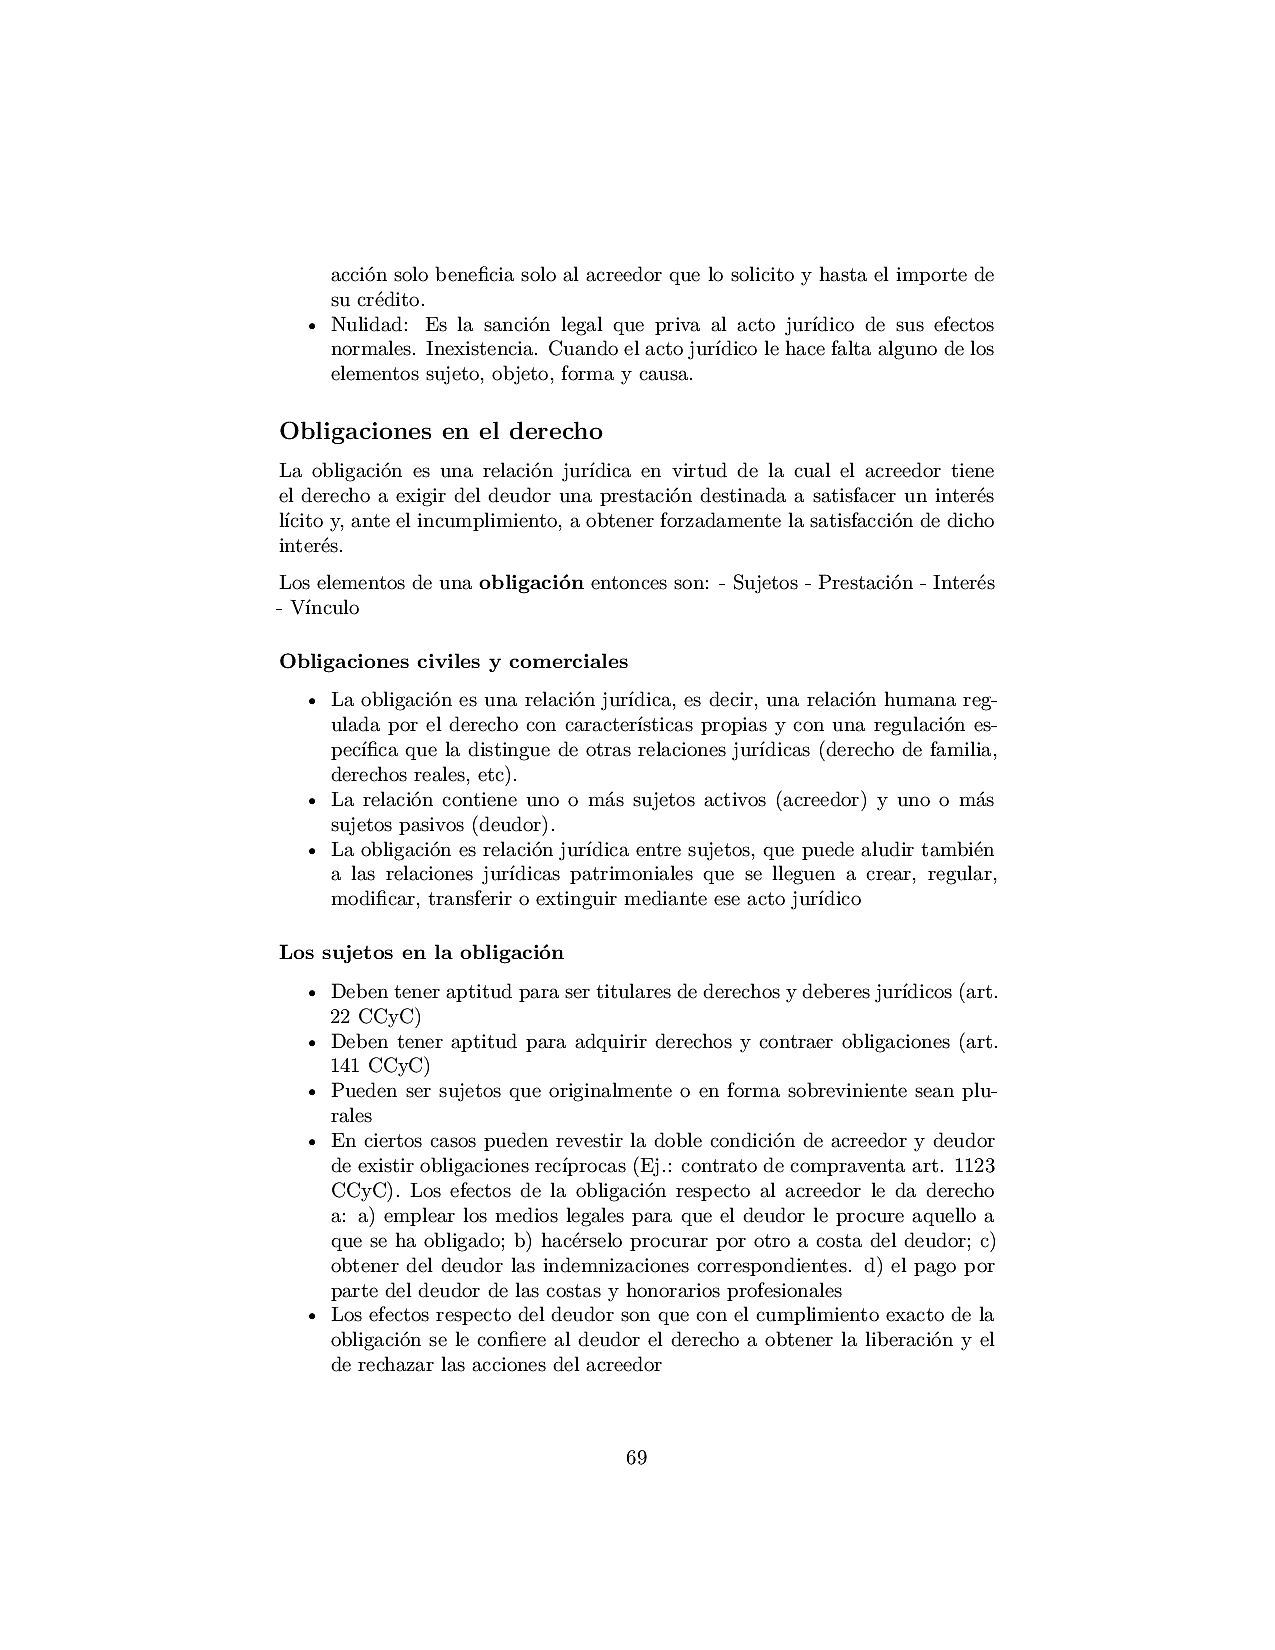 acción solo beneficia solo al acreedor que lo solicito y hasta el importe de
su crédito.
• Nulidad: Es la sanción legal que priva al acto jurídico de sus efectos
normales. Inexistencia. Cuando el acto jurídico le hace falta alguno de los
elementos sujeto, objeto, forma y causa.
Obligaciones en el derecho
La obligación es una relación jurídica en virtud de la cual el acreedor tiene
el derecho a exigir del deudor una prestación destinada a satisfacer un interés
lícito y, ante el incumplimiento, a obtener forzadamente la satisfacción de dicho
interés.
Los elementos de una obligación entonces son: - Sujetos - Prestación - Interés
- Vínculo
Obligaciones civiles y comerciales
• La obligación es una relación jurídica, es decir, una relación humana reg-
ulada por el derecho con características propias y con una regulación es-
pecífica que la distingue de otras relaciones jurídicas (derecho de familia,
derechos reales, etc).
• La relación contiene uno o más sujetos activos (acreedor) y uno o más
sujetos pasivos (deudor).
• La obligación es relación jurídica entre sujetos, que puede aludir también
a las relaciones jurídicas patrimoniales que se lleguen a crear, regular,
modificar, transferir o extinguir mediante ese acto jurídico
Los sujetos en la obligación
• Deben tener aptitud para ser titulares de derechos y deberes jurídicos (art.
22 CCyC)
• Deben tener aptitud para adquirir derechos y contraer obligaciones (art.
141 CCyC)
• Pueden ser sujetos que originalmente o en forma sobreviniente sean plu-
rales
• En ciertos casos pueden revestir la doble condición de acreedor y deudor
de existir obligaciones recíprocas (Ej.: contrato de compraventa art. 1123
CCyC). Los efectos de la obligación respecto al acreedor le da derecho
a: a) emplear los medios legales para que el deudor le procure aquello a
que se ha obligado; b) hacérselo procurar por otro a costa del deudor; c)
obtener del deudor las indemnizaciones correspondientes. d) el pago por
parte del deudor de las costas y honorarios profesionales
• Los efectos respecto del deudor son que con el cumplimiento exacto de la
obligación se le confiere al deudor el derecho a obtener la liberación y el
de rechazar las acciones del acreedor
69